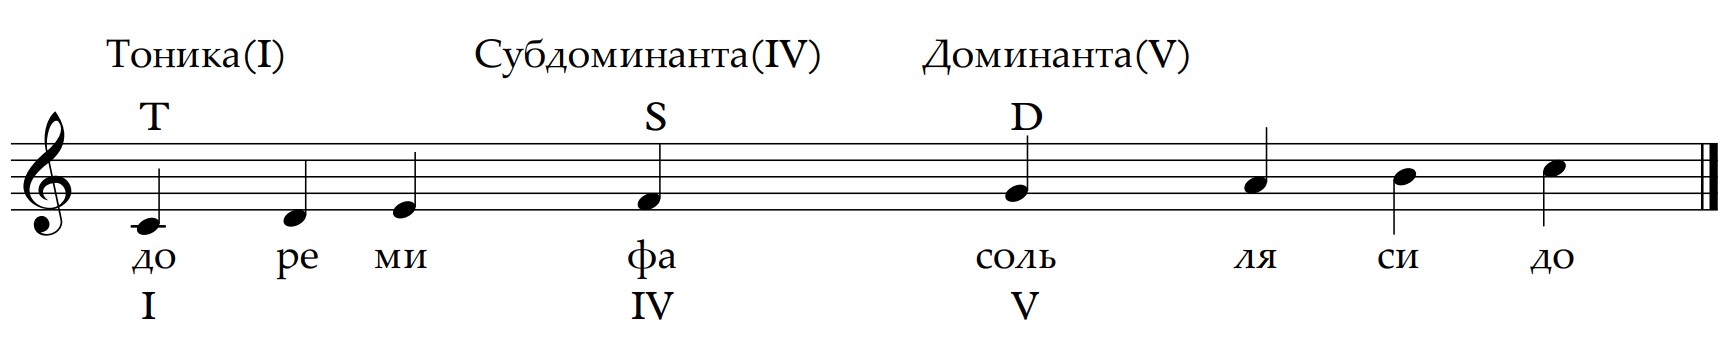 Тоника(I) Субдоминанта(IV) Доминанта(V)
T S D
до ре ми фа соль ля си до
I IV V